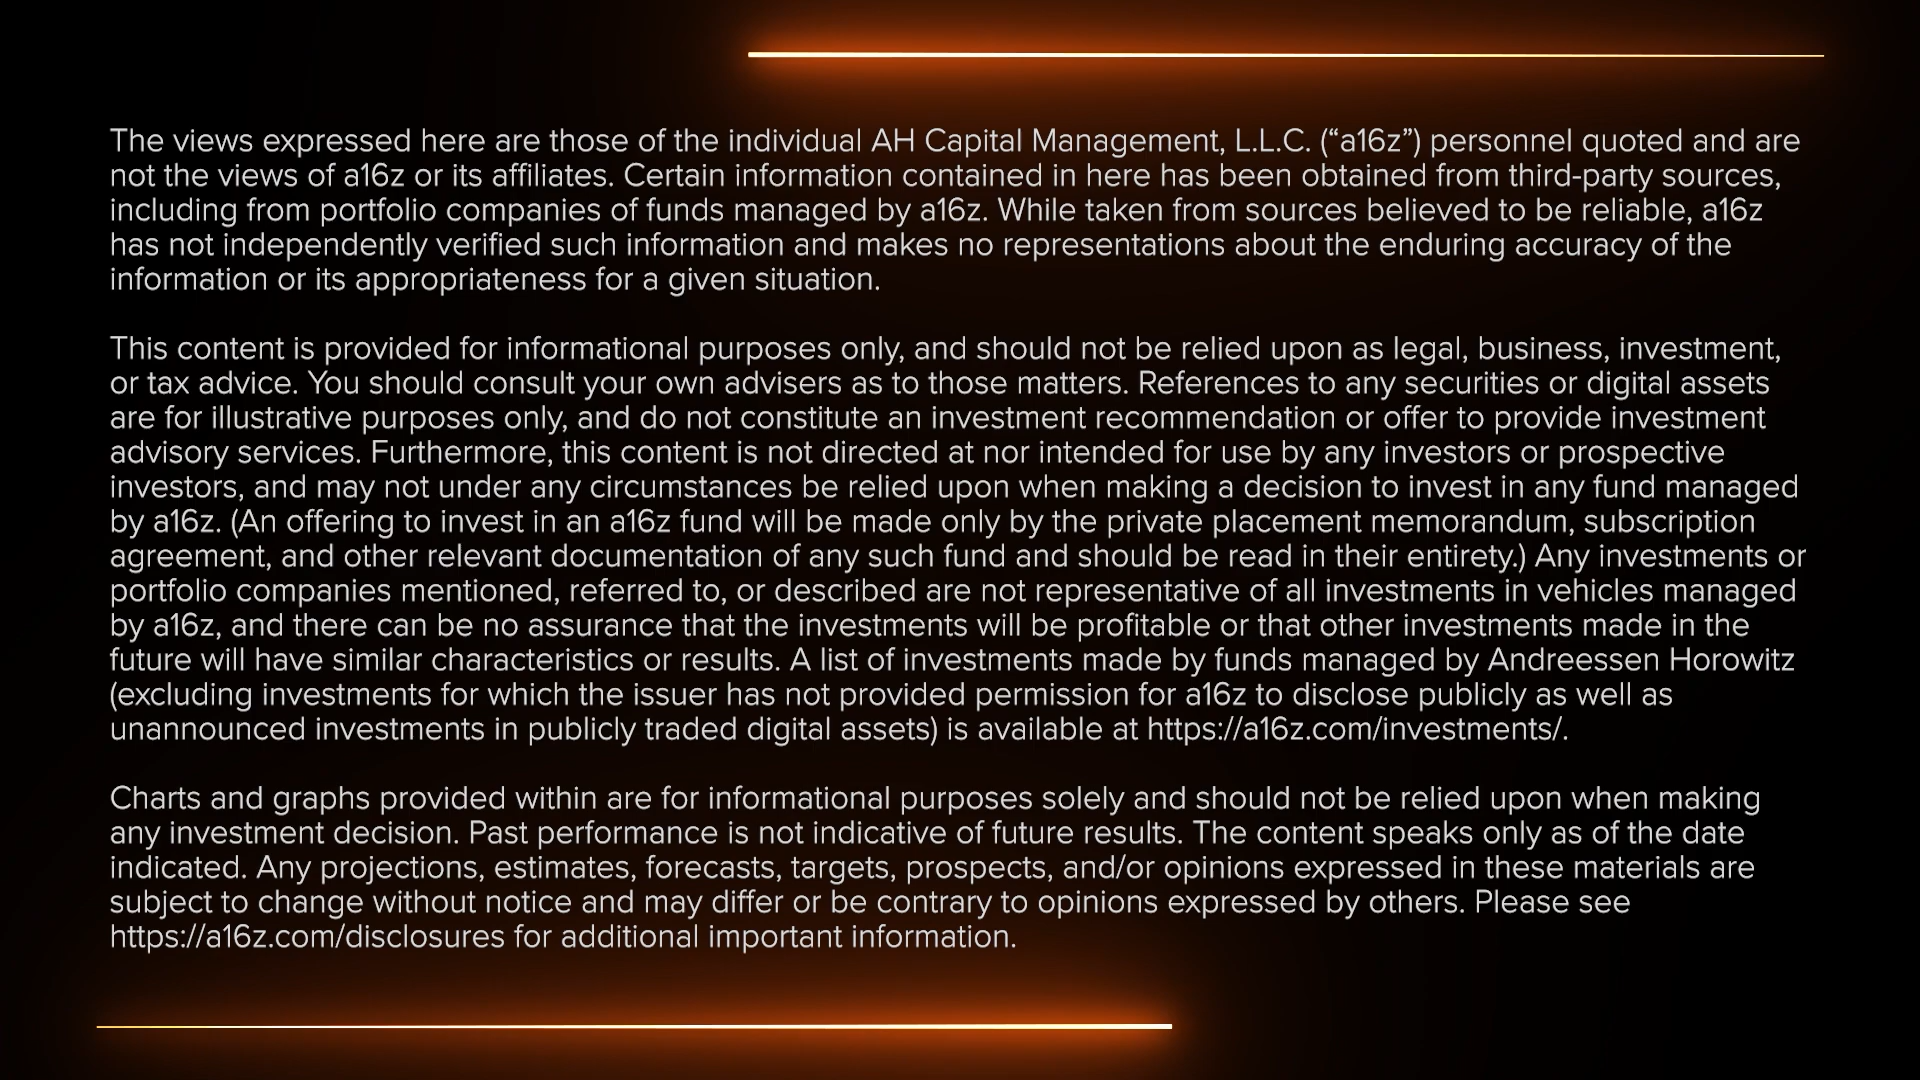 The views expressed here are those of the individual AH Capital Management, L.L.C. (“a16z”) personnel quoted and are
not the views of a16z or its affiliates. Certain information contained in here has been obtained from third-party sources,
including from portfolio companies of funds managed by a16z. While taken from sources believed to be reliable, a16z
has not independently verified such information and makes no representations about the enduring accuracy of the
information or its appropriateness for a given situation.
This content is provided for informational purposes only, and should not be relied upon as legal, business, investment,
or tax advice. You should consult your own advisers as to those matters. References to any securities or digital assets
are for illustrative purposes only, and do not constitute an investment recommendation or offer to provide investment
advisory services. Furthermore, this content is not directed at nor intended for use by any investors or prospective
investors, and may not under any circumstances be relied upon when making a decision to invest in any fund managed
by a16z. (An offering to invest in an a16z fund will be made only by the private placement memorandum, subscription
agreement, and other relevant documentation of any such fund and should be read in their entirety.) Any investments or
portfolio companies mentioned, referred to, or described are not representative of all investments in vehicles managed
by a16z, and there can be no assurance that the investments will be profitable or that other investments made in the
future will have similar characteristics or results. A list of investments made by funds managed by Andreessen Horowitz
(excluding investments for which the issuer has not provided permission for a16z to disclose publicly as well as
unannounced investments in publicly traded digital assets) is available at https://a16z.com/investments/.
Charts and graphs provided within are for informational purposes solely and should not be relied upon when making
any investment decision. Past performance is not indicative of future results. The content speaks only as of the date
indicated. Any projections, estimates, forecasts, targets, prospects, and/or opinions expressed in these materials are
subject to change without notice and may differ or be contrary to opinions expressed by others. Please see
https://a16z.com/disclosures for additional important information.